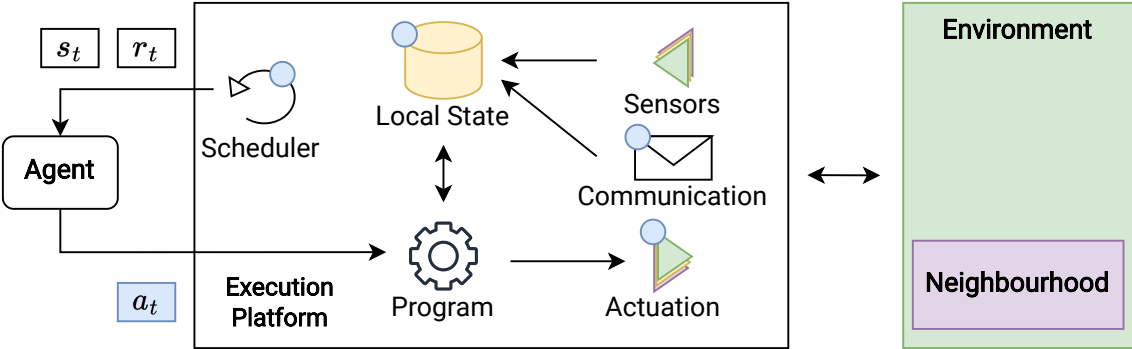 s_t
r_t
Scheduler
Agent
a_t
Local State
Sensors
Communication
Program
Actuation
Execution
Platform
Environment
Neighbourhood